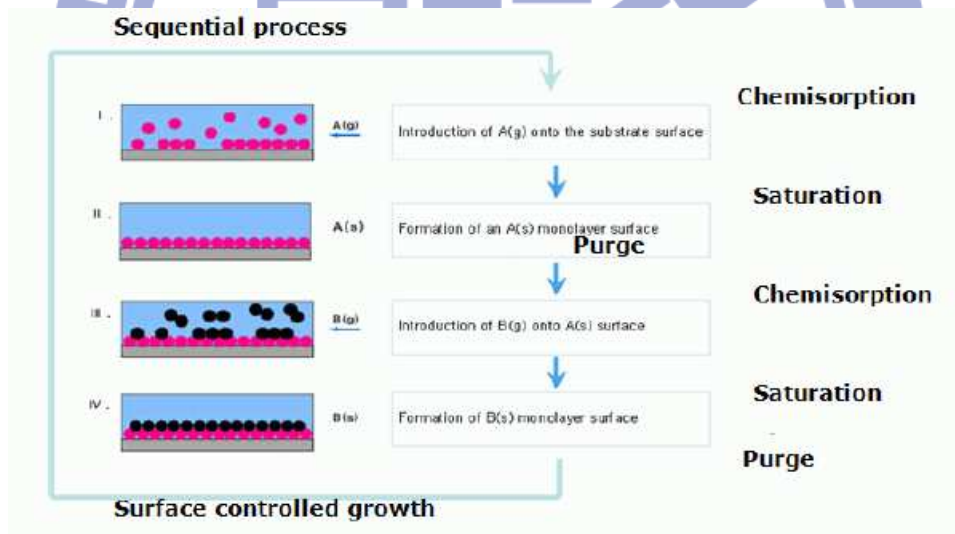 Sequential process
Chemisorption
I .
A(g)
Introduction of A(g) onto the substrate surface
Saturation
II .
A(s)
Formation of an A(s) monolayer surface
Purge
Chemisorption
III .
B(g)
Introduction of B(g) onto A(s) surface
Saturation
IV .
B(s)
Formation of B(s) monolayer surface
Purge
Surface controlled growth